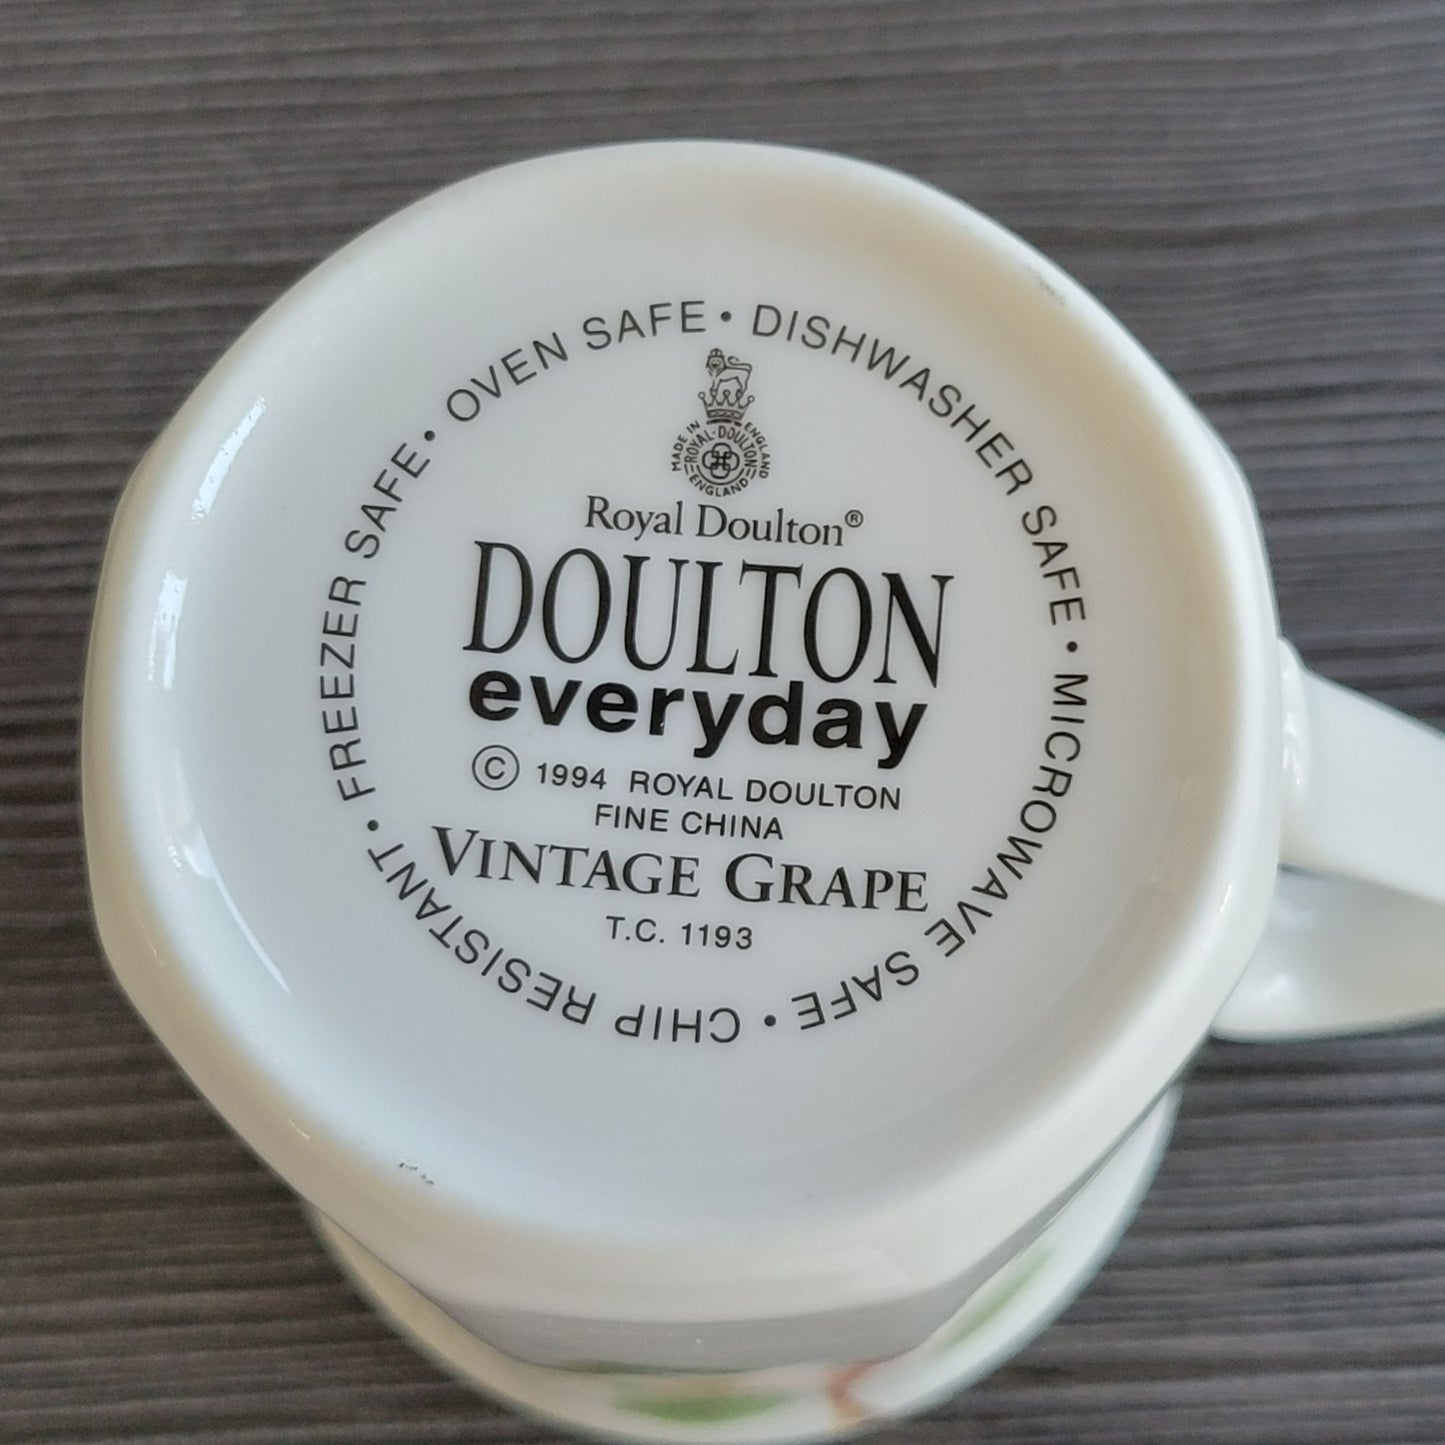 FREEZER SAFE • OVEN SAFE • DISHWASHER SAFE • MICROWAVE SAFE • CHIP RESISTANT •
MADE IN ENGLAND
ROYAL • DOULTON
ENGLAND
Royal Doulton®
DOULTON
everyday
© 1994 ROYAL DOULTON
FINE CHINA
VINTAGE GRAPE
T.C. 1193